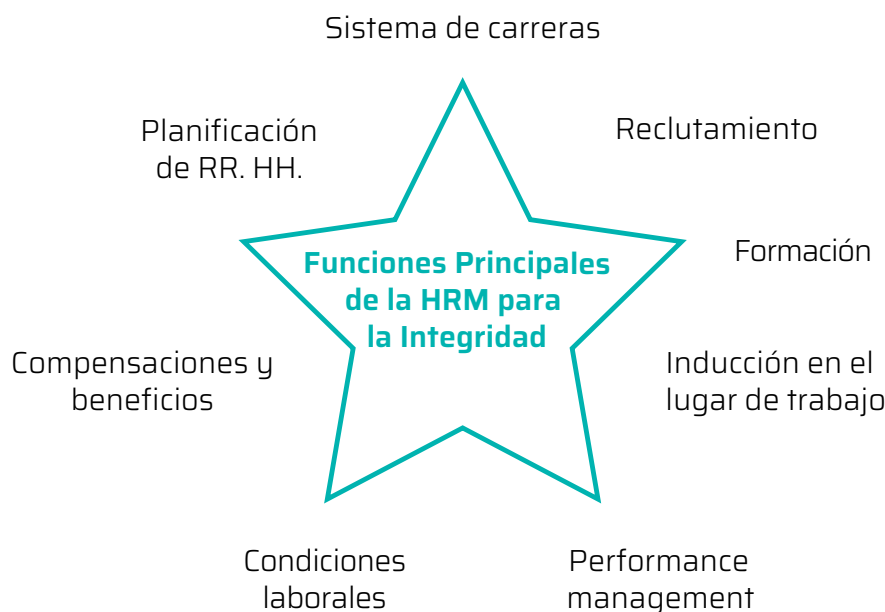 Sistema de carreras
Planificación
de RR. HH.
Reclutamiento
Funciones Principales
de la HRM para
la Integridad
Formación
Compensaciones y
beneficios
Inducción en el
lugar de trabajo
Condiciones
laborales
Performance
management